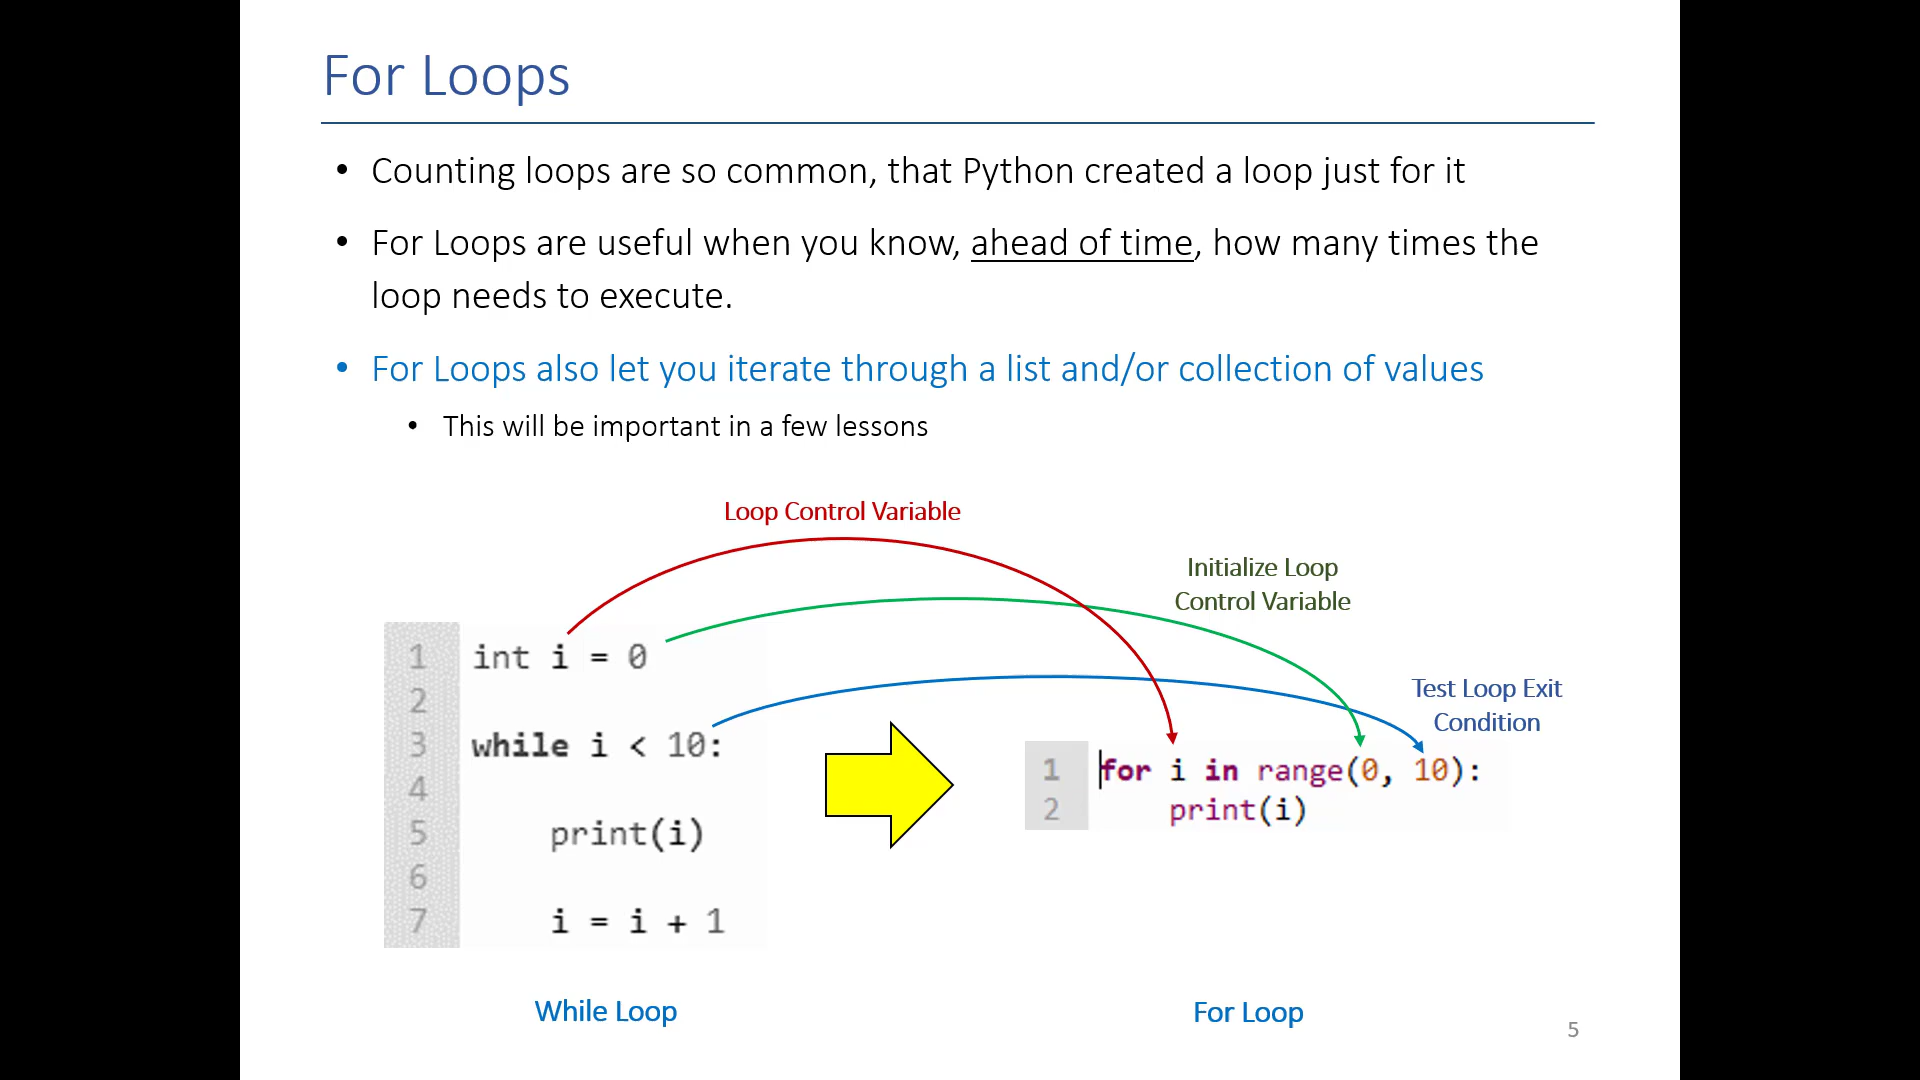 For Loops
• Counting loops are so common, that Python created a loop just for it
• For Loops are useful when you know, ahead of time, how many times the
loop needs to execute.
• For Loops also let you iterate through a list and/or collection of values
• This will be important in a few lessons
Loop Control Variable
Initialize Loop
Control Variable
Test Loop Exit
Condition
1 int i = 0
2
3 while i < 10:
4
5     print(i)
6
7     i = i + 1
1 for i in range(0, 10):
2     print(i)
While Loop
For Loop
5